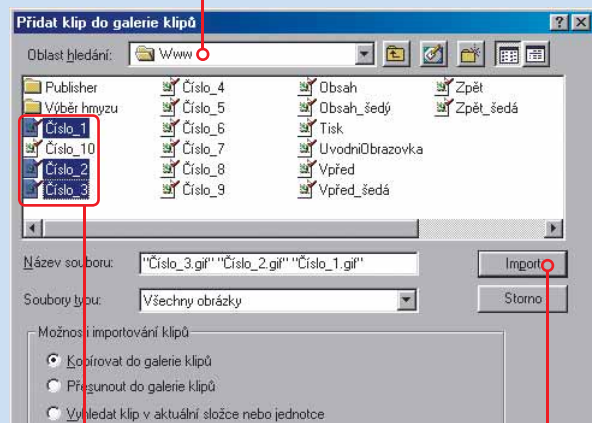 Přidat klip do galerie klipů
Oblast hledání: Www
Publisher
Výběr hmyzu
Číslo_1
Číslo_10
Číslo_2
Číslo_3
Číslo_4
Číslo_5
Číslo_6
Číslo_7
Číslo_8
Číslo_9
Obsah
Obsah_šedý
Tisk
UvodniObrazovka
Vpřed
Vpřed_šedá
Zpět
Zpět_šedá
Název souboru: "Číslo_3.gif" "Číslo_2.gif" "Číslo_1.gif" Import
Soubory typu: Všechny obrázky Storno
Možnosti importování klipů
Kopírovat do galerie klipů
Přesunout do galerie klipů
Vyhledat klip v aktuální složce nebo jednotce